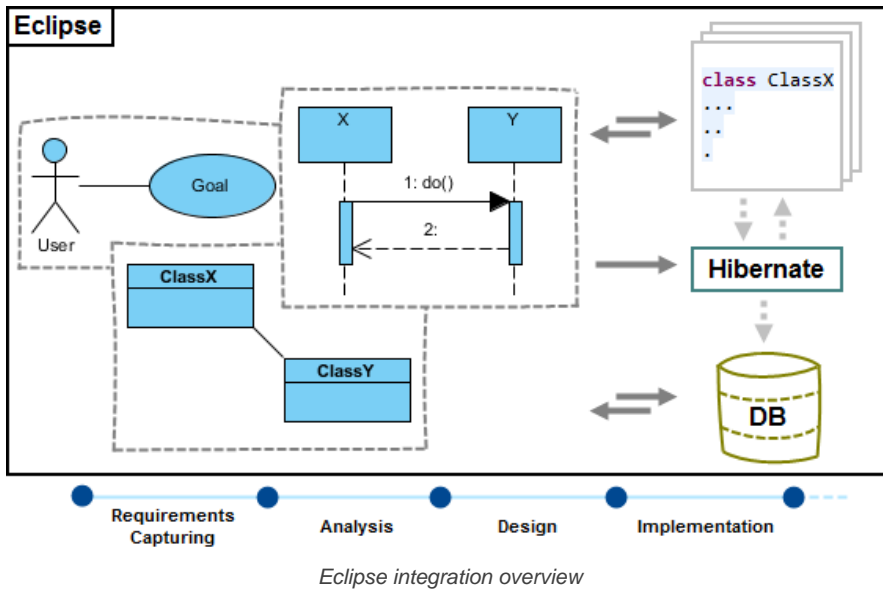 Eclipse
User
Goal
X
Y
1: do()
2:
ClassX
ClassY
class ClassX
...
..
.
Hibernate
DB
Requirements
Capturing
Analysis
Design
Implementation
Eclipse integration overview